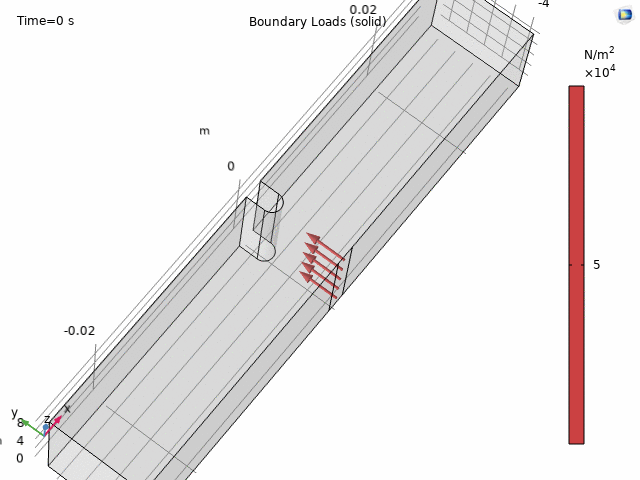 -4
0.02
Time=0 s
Boundary Loads (solid)
N/m²
×10⁴
m
0
5
-0.02
y
x
z
8
4
0